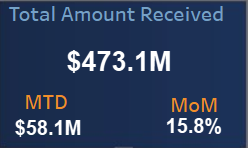 Total Amount Received
$473.1M
MTD MoM
$58.1M 15.8%